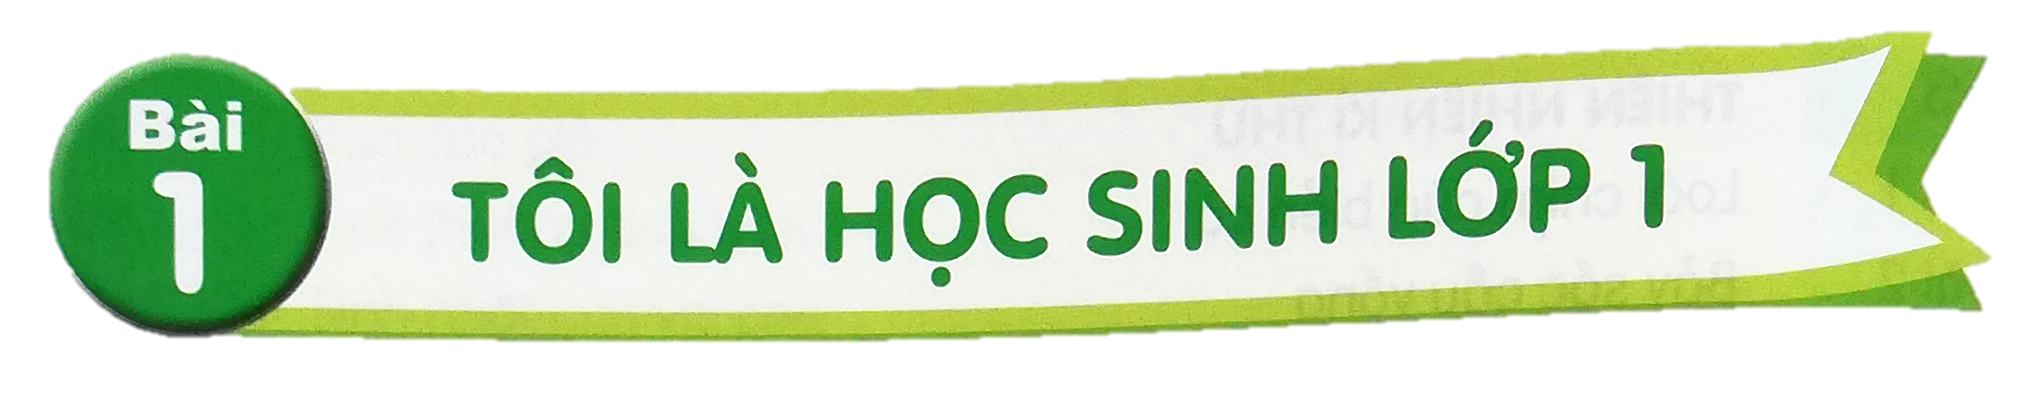 Bài
1
TÔI LÀ HỌC SINH LỚP 1